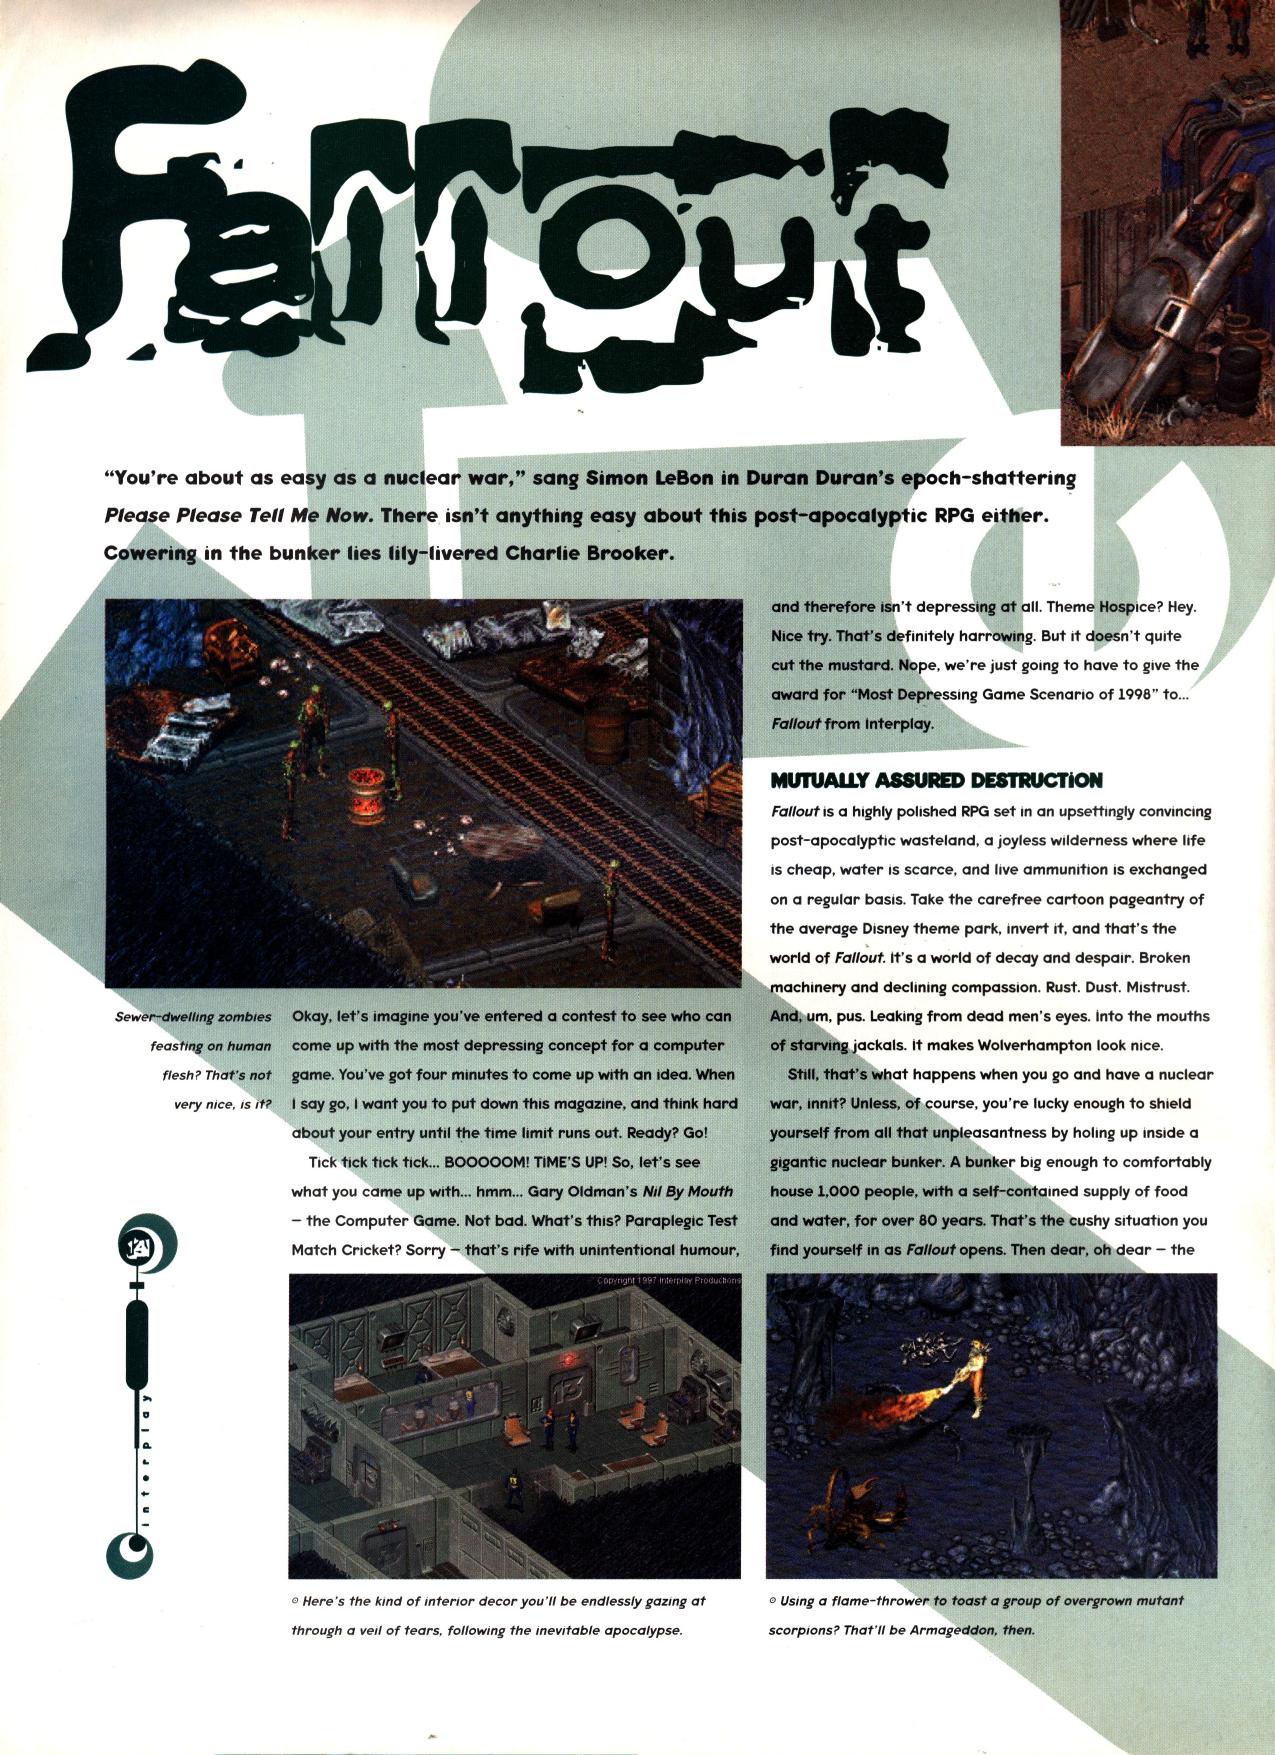 Fallout
“You’re about as easy as a nuclear war,” sang Simon LeBon in Duran Duran’s epoch-shattering
Please Please Tell Me Now. There isn’t anything easy about this post-apocalyptic RPG either.
Cowering in the bunker lies lily-livered Charlie Brooker.
Sewer-dwelling zombies
feasting on human
flesh? That’s not
very nice, is it?
Okay, let’s imagine you’ve entered a contest to see who can
come up with the most depressing concept for a computer
game. You’ve got four minutes to come up with an idea. When
I say go, I want you to put down this magazine, and think hard
about your entry until the time limit runs out. Ready? Go!
Tick tick tick tick... BOOOOOM! TIME’S UP! So, let’s see
what you came up with... hmm... Gary Oldman’s Nil By Mouth
– the Computer Game. Not bad. What’s this? Paraplegic Test
Match Cricket? Sorry – that’s rife with unintentional humour,
and therefore isn’t depressing at all. Theme Hospice? Hey.
Nice try. That’s definitely harrowing. But it doesn’t quite
cut the mustard. Nope, we’re just going to have to give the
award for “Most Depressing Game Scenario of 1998” to...
Fallout from Interplay.
MUTUALLY ASSURED DESTRUCTION
Fallout is a highly polished RPG set in an upsettingly convincing
post-apocalyptic wasteland, a joyless wilderness where life
is cheap, water is scarce, and live ammunition is exchanged
on a regular basis. Take the carefree cartoon pageantry of
the average Disney theme park, invert it, and that’s the
world of Fallout. It’s a world of decay and despair. Broken
machinery and declining compassion. Rust. Dust. Mistrust.
And, um, pus. Leaking from dead men’s eyes. Into the mouths
of starving jackals. It makes Wolverhampton look nice.
Still, that’s what happens when you go and have a nuclear
war, innit? Unless, of course, you’re lucky enough to shield
yourself from all that unpleasantness by holing up inside a
gigantic nuclear bunker. A bunker big enough to comfortably
house 1,000 people, with a self-contained supply of food
and water, for over 80 years. That’s the cushy situation you
find yourself in as Fallout opens. Then dear, oh dear – the
interplay
Copyright 1997 Interplay Productions
13
13
13
Here’s the kind of interior decor you’ll be endlessly gazing at
through a veil of tears, following the inevitable apocalypse.
Using a flame-thrower to toast a group of overgrown mutant
scorpions? That’ll be Armageddon, then.